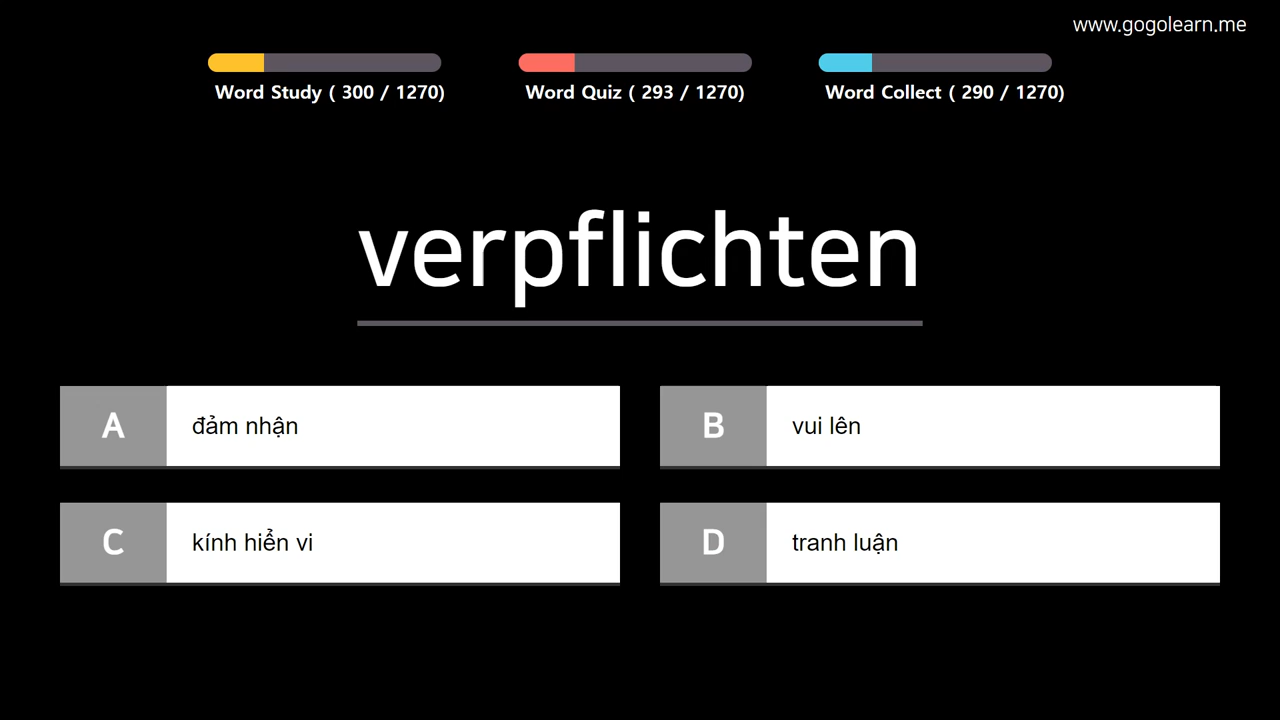 www.gogolearn.me
Word Study ( 300 / 1270)
Word Quiz ( 293 / 1270)
Word Collect ( 290 / 1270)
verpflichten
A
đảm nhận
B
vui lên
C
kính hiển vi
D
tranh luận